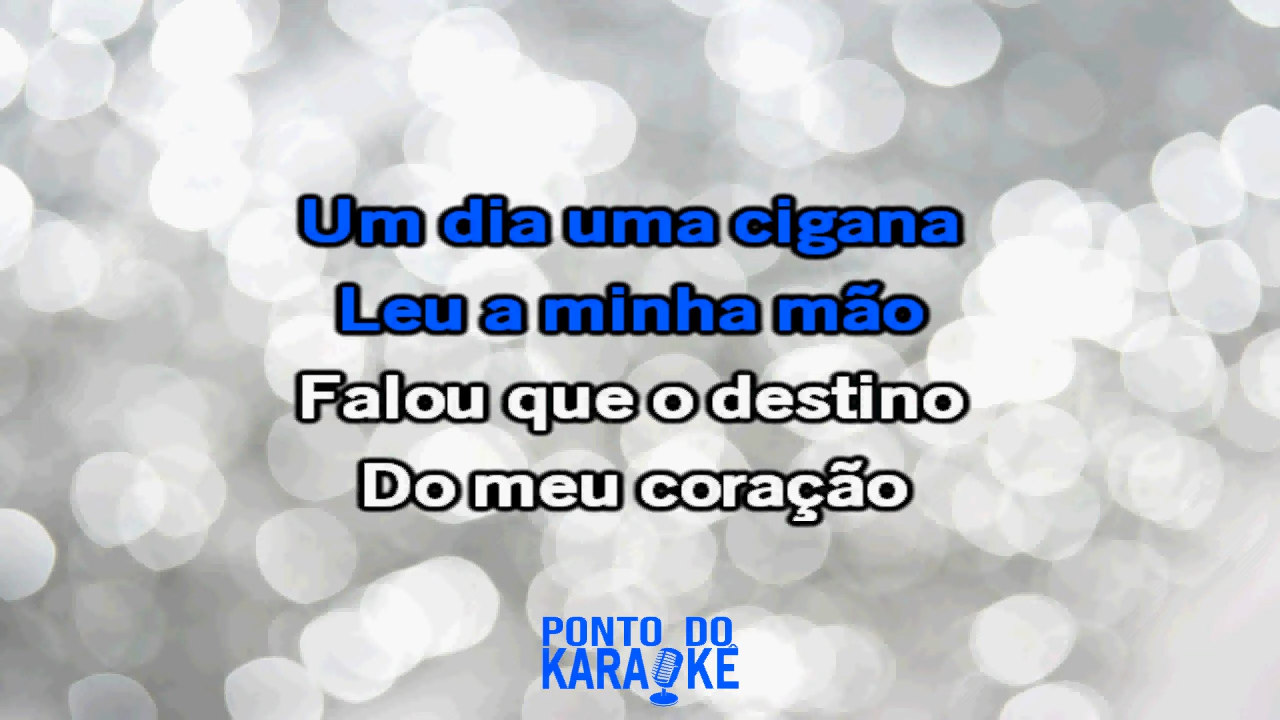 Um dia uma cigana
Leu a minha mão
Falou que o destino
Do meu coração
PONTO DO
KARAOKÊ